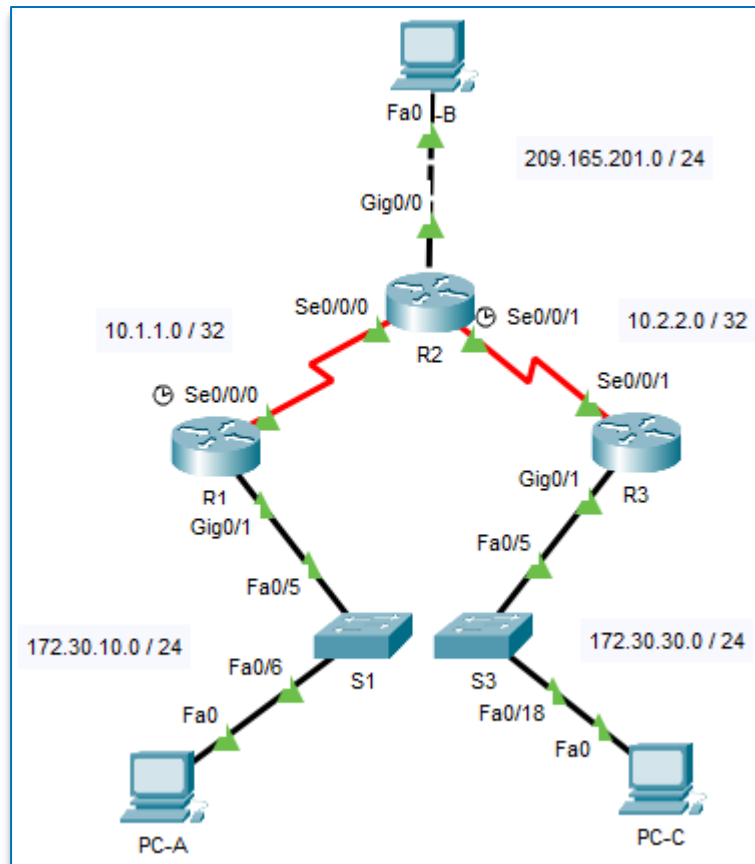 Fa0 -B
209.165.201.0 / 24
Gig0/0
Se0/0/0
Se0/0/1
10.1.1.0 / 32
10.2.2.0 / 32
R2
Se0/0/0
Se0/0/1
R1
R3
Gig0/1
Gig0/1
Fa0/5
Fa0/5
172.30.10.0 / 24
172.30.30.0 / 24
Fa0/6
S1
S3
Fa0/18
Fa0
Fa0
PC-A
PC-C